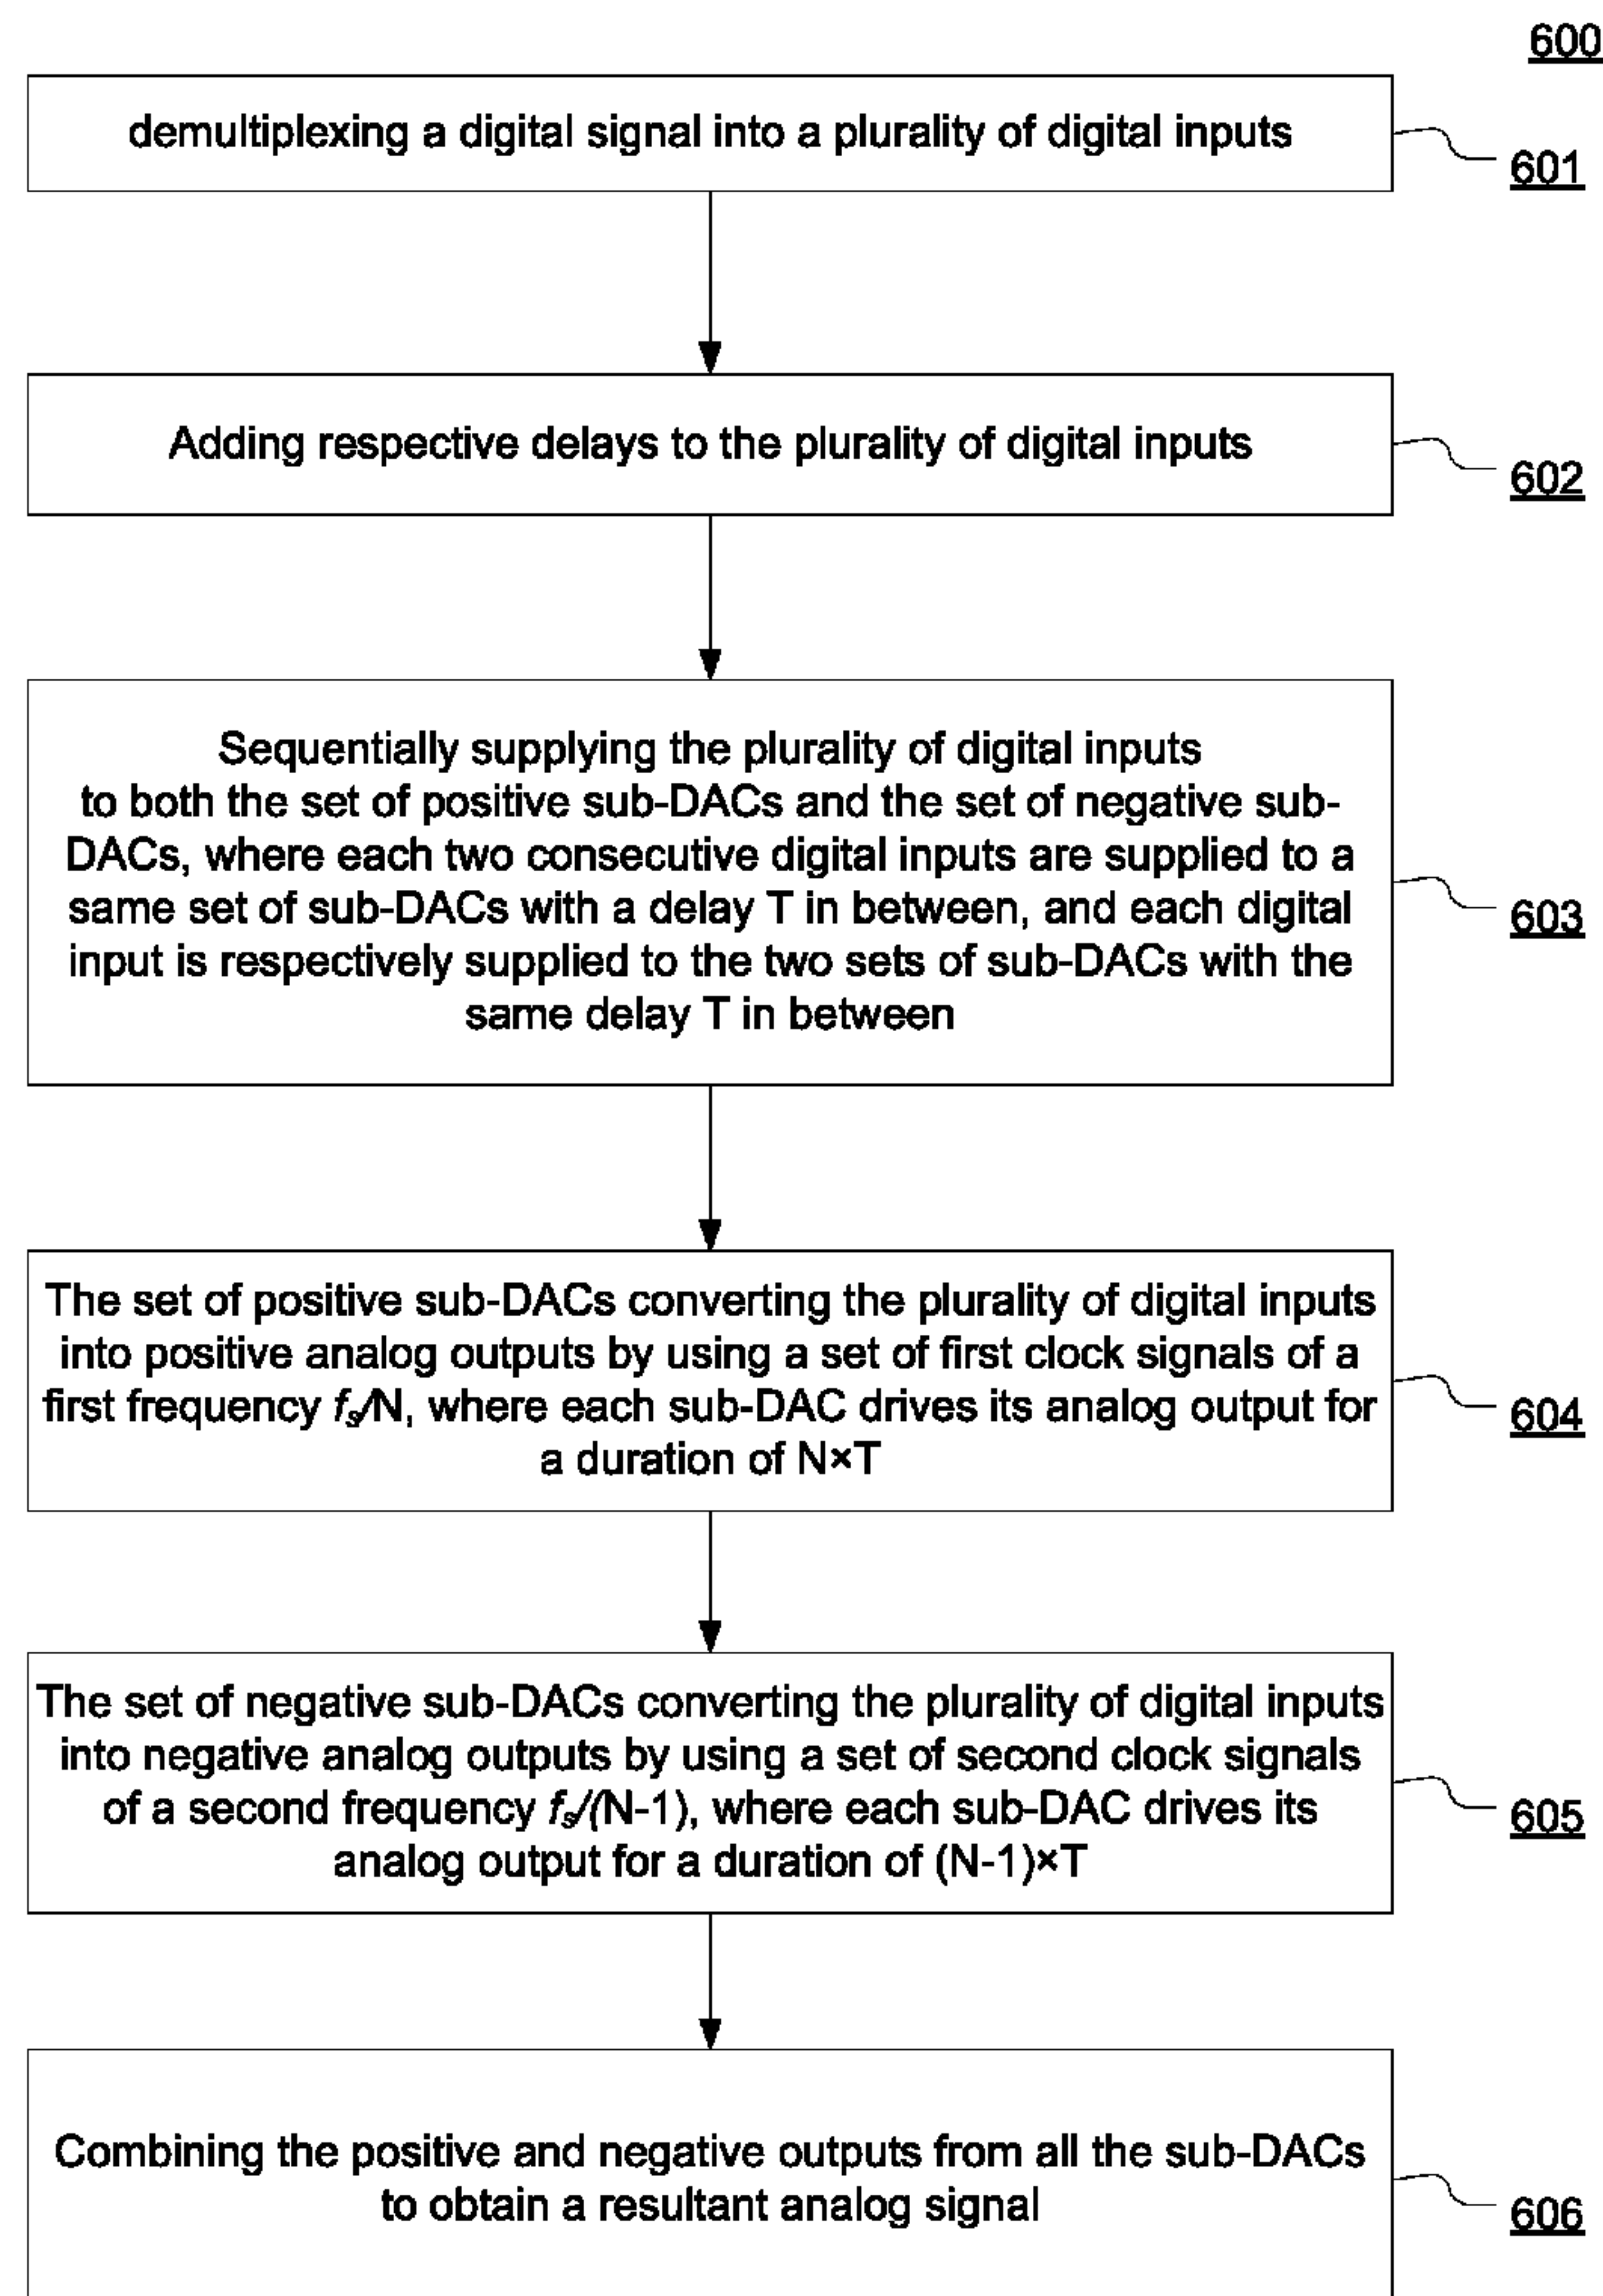 600
demultiplexing a digital signal into a plurality of digital inputs
601
Adding respective delays to the plurality of digital inputs
602
Sequentially supplying the plurality of digital inputs
to both the set of positive sub-DACs and the set of negative sub-
DACs, where each two consecutive digital inputs are supplied to a
same set of sub-DACs with a delay T in between, and each digital
input is respectively supplied to the two sets of sub-DACs with the
same delay T in between
603
The set of positive sub-DACs converting the plurality of digital inputs
into positive analog outputs by using a set of first clock signals of a
first frequency fs/N, where each sub-DAC drives its analog output for
a duration of N×T
604
The set of negative sub-DACs converting the plurality of digital inputs
into negative analog outputs by using a set of second clock signals
of a second frequency fs/(N-1), where each sub-DAC drives its
analog output for a duration of (N-1)×T
605
Combining the positive and negative outputs from all the sub-DACs
to obtain a resultant analog signal
606